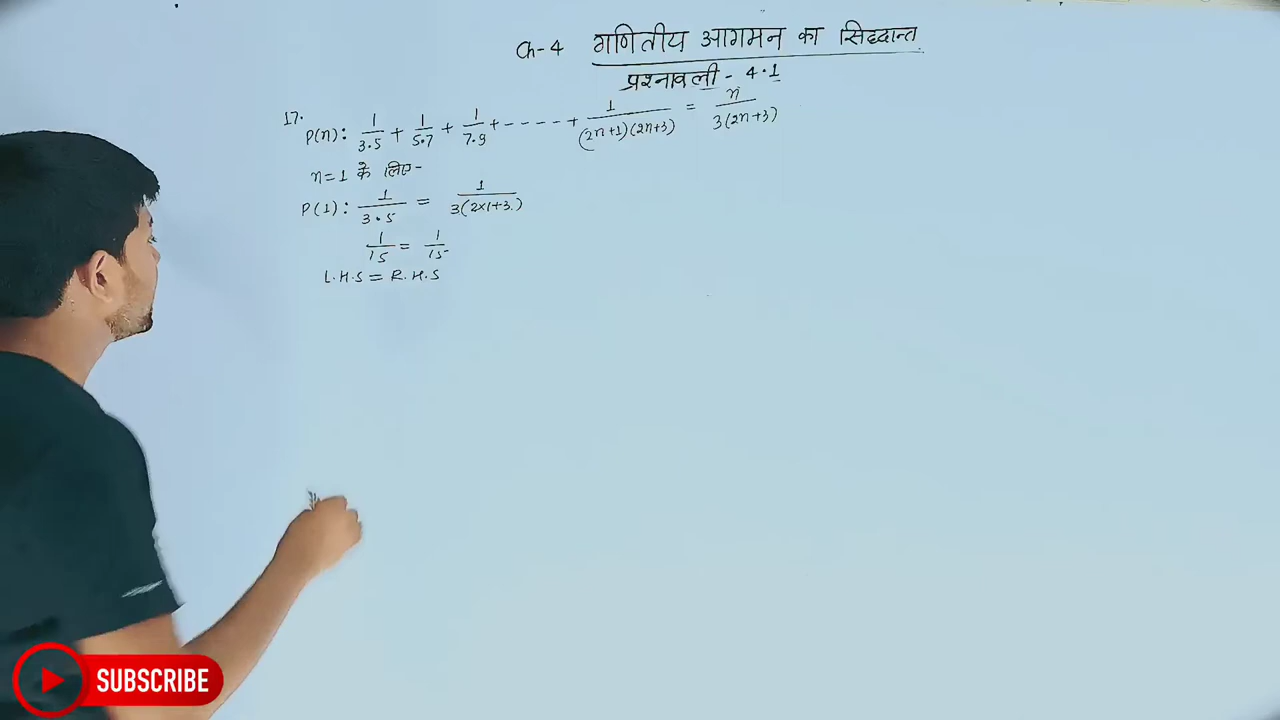 Ch-4 गणितीय आगमन का सिद्धान्त
प्रश्नावली - 4.1
17.
P(n): 1/3.5 + 1/5.7 + 1/7.9 + ----- + 1/(2n+1)(2n+3) = n/3(2n+3)
n=1 के लिए-
P(1): 1/3.5 = 1/3(2×1+3.)
1/15 = 1/15
L.H.S = R.H.S
SUBSCRIBE